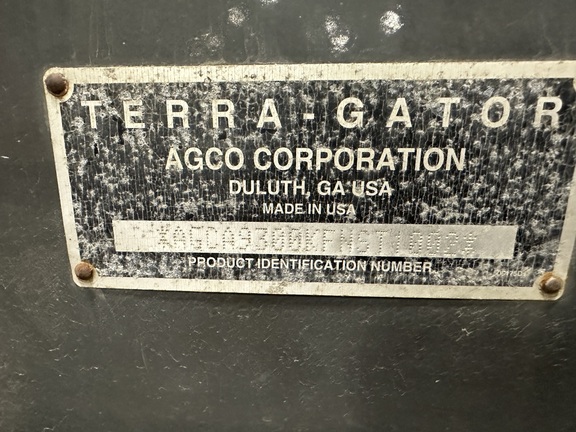 TERRA-GATOR
AGCO CORPORATION
DULUTH, GA USA
MADE IN USA
PRODUCT IDENTIFICATION NUMBER